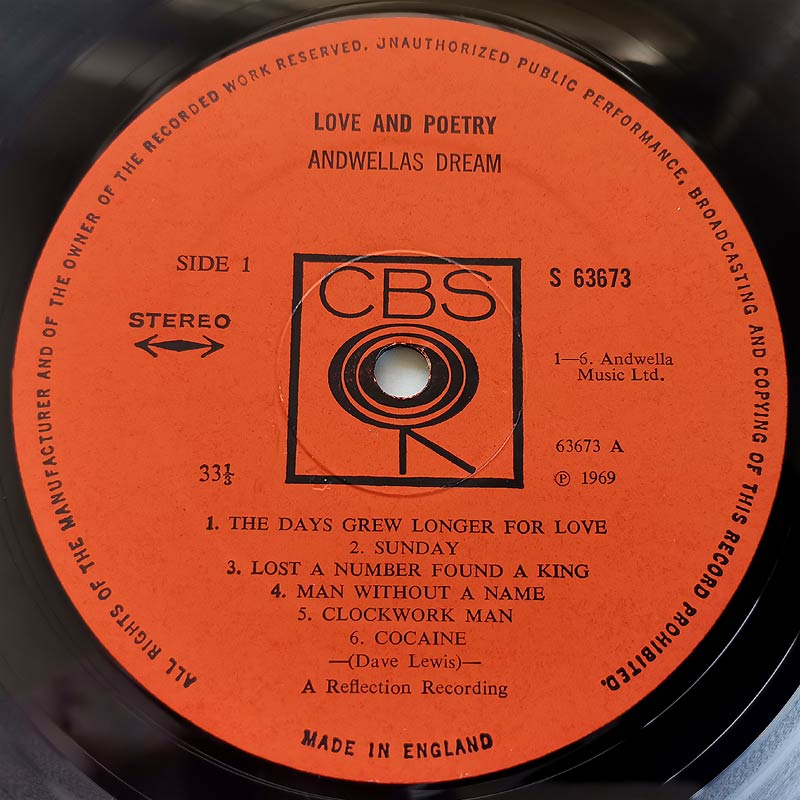 ALL RIGHTS OF THE MANUFACTURER AND OF THE OWNER OF THE RECORDED WORK RESERVED. UNAUTHORIZED PUBLIC PERFORMANCE, BROADCASTING AND COPYING OF THIS RECORD PROHIBITED.
LOVE AND POETRY
ANDWELLAS DREAM
SIDE 1
CBS
S 63673
STEREO
1—6. Andwella
Music Ltd.
33⅓
63673 A
℗ 1969
1. THE DAYS GREW LONGER FOR LOVE
2. SUNDAY
3. LOST A NUMBER FOUND A KING
4. MAN WITHOUT A NAME
5. CLOCKWORK MAN
6. COCAINE
—(Dave Lewis)—
A Reflection Recording
MADE IN ENGLAND